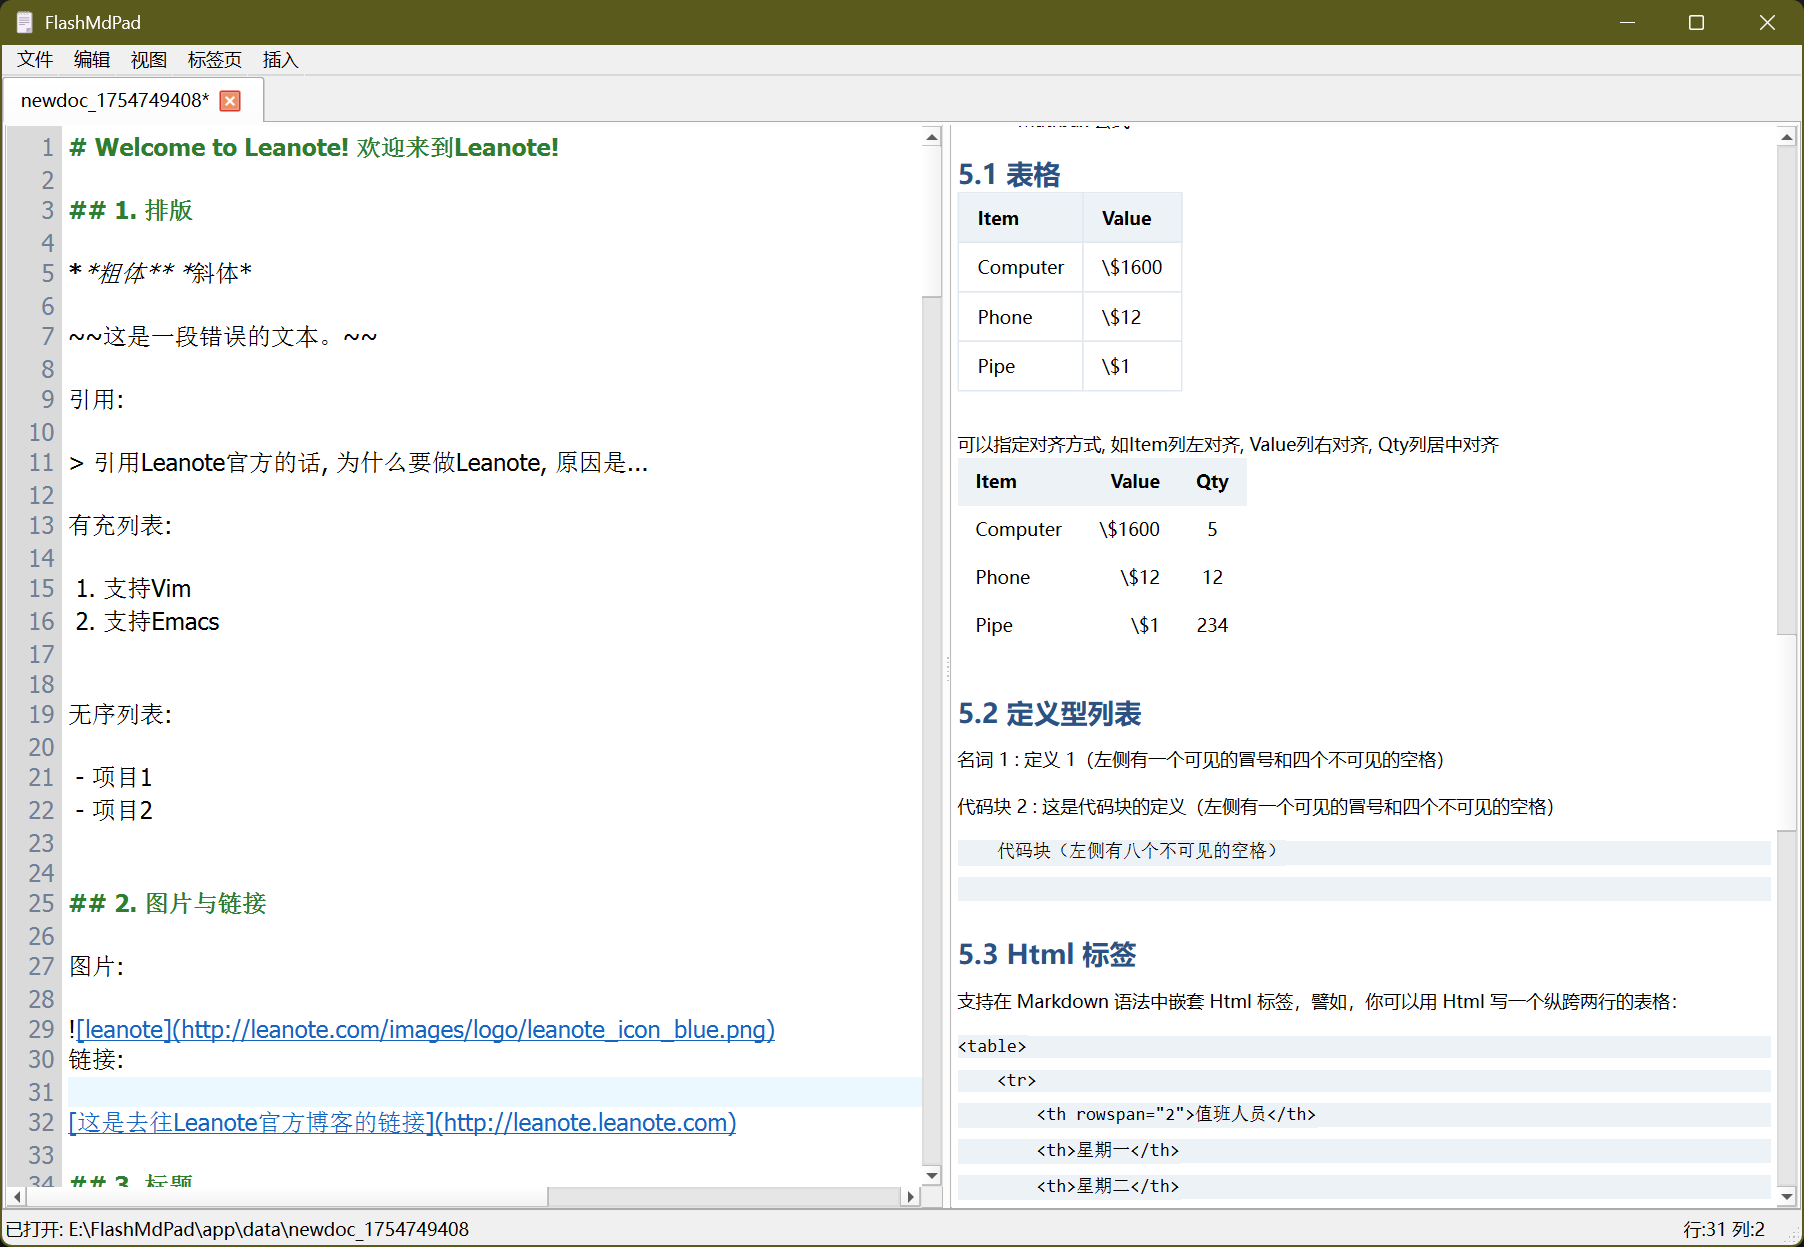 FlashMdPad
文件 编辑 视图 标签页 插入
newdoc_1754749408*
1 # Welcome to Leanote! 欢迎来到Leanote!
2
3 ## 1. 排版
4
5 **粗体** *斜体*
6
7 ~~这是一段错误的文本。~~
8
9 引用:
10
11 > 引用Leanote官方的话, 为什么要做Leanote, 原因是...
12
13 有充列表:
14
15 1. 支持Vim
16 2. 支持Emacs
17
18
19 无序列表:
20
21 - 项目1
22 - 项目2
23
24
25 ## 2. 图片与链接
26
27 图片:
28
29 ![leanote](http://leanote.com/images/logo/leanote_icon_blue.png)
30 链接:
31
32 [这是去往Leanote官方博客的链接](http://leanote.leanote.com)
33
34 ## 3. 标题
5.1 表格
Item Value
Computer \$1600
Phone \$12
Pipe \$1
可以指定对齐方式, 如Item列左对齐, Value列右对齐, Qty列居中对齐
Item Value Qty
Computer \$1600 5
Phone \$12 12
Pipe \$1 234
5.2 定义型列表
名词 1 : 定义 1（左侧有一个可见的冒号和四个不可见的空格）
代码块 2 : 这是代码块的定义（左侧有一个可见的冒号和四个不可见的空格）
代码块（左侧有八个不可见的空格）
5.3 Html 标签
支持在 Markdown 语法中嵌套 Html 标签，譬如，你可以用 Html 写一个纵跨两行的表格：
<table>
<tr>
<th rowspan="2">值班人员</th>
<th>星期一</th>
<th>星期二</th>
已打开: E:\FlashMdPad\app\data\newdoc_1754749408
行:31 列:2